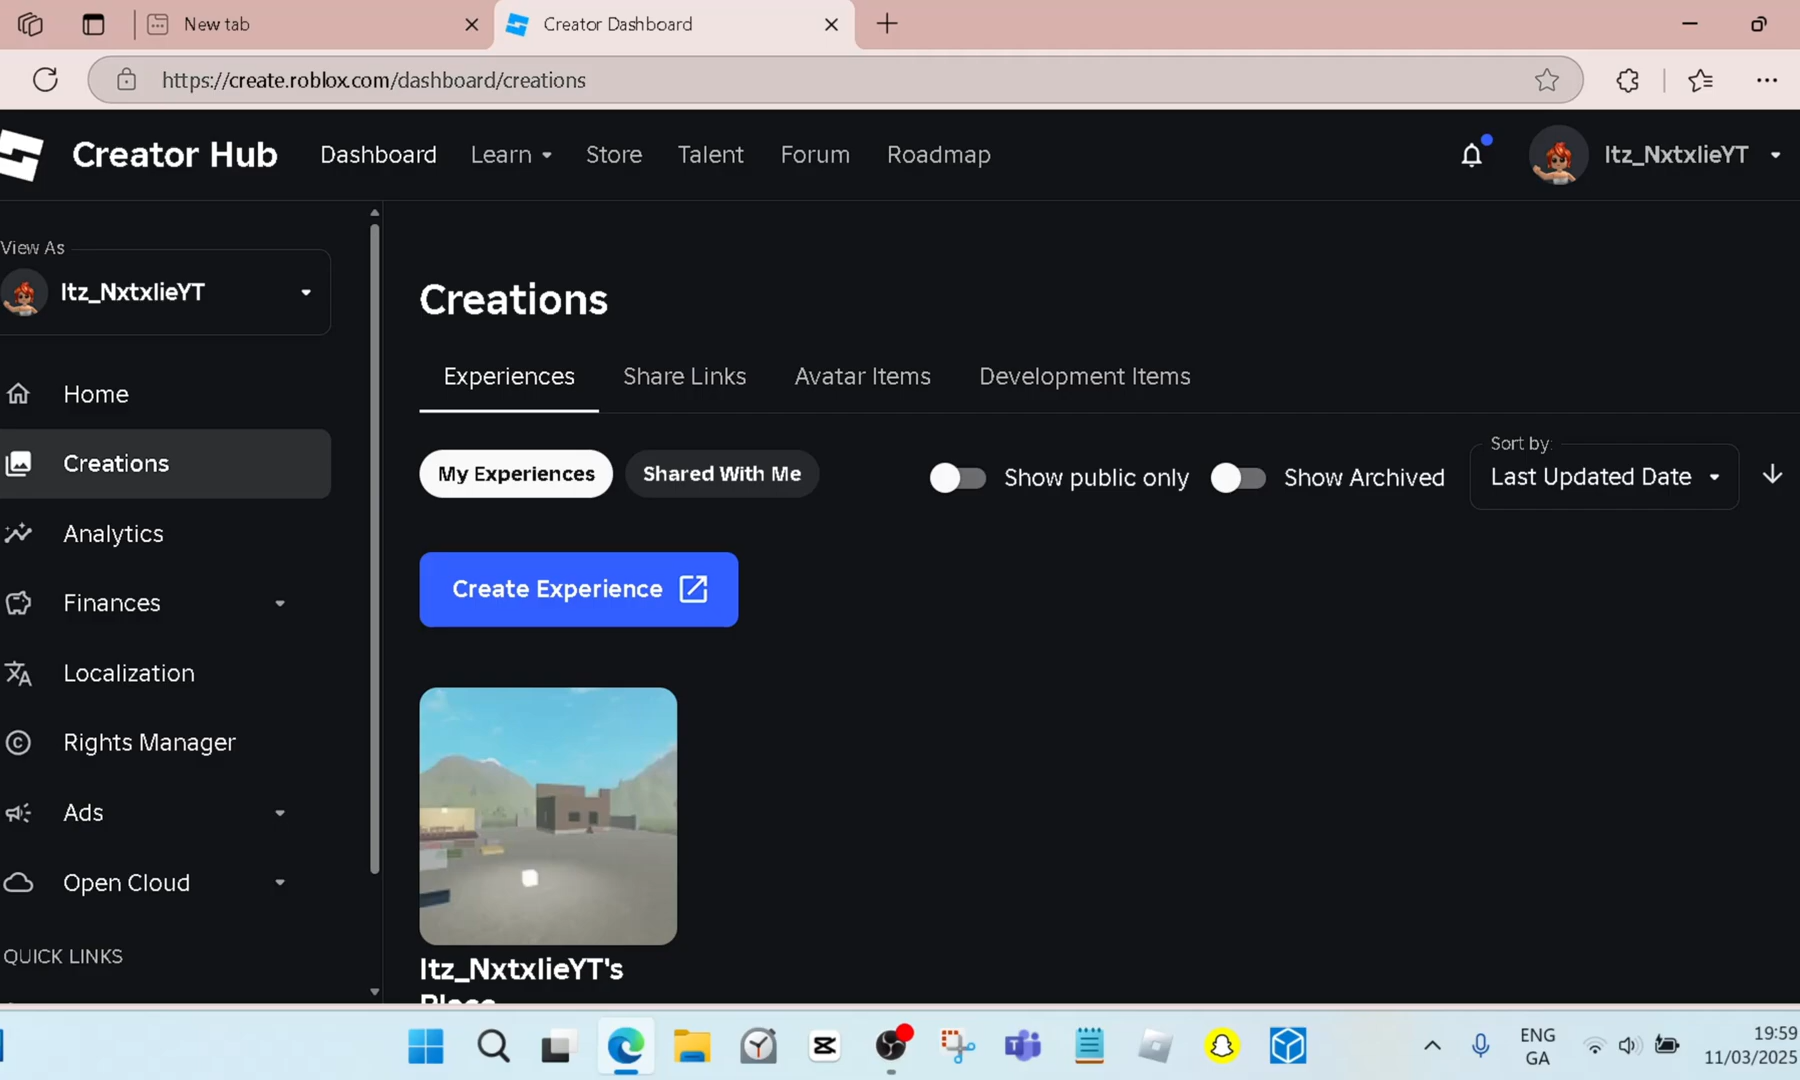 New tab
Creator Dashboard
https://create.roblox.com/dashboard/creations
Creator Hub
Dashboard
Learn
Store
Talent
Forum
Roadmap
Itz_NxtxlieYT
View As
Itz_NxtxlieYT
Home
Creations
Analytics
Finances
Localization
Rights Manager
Ads
Open Cloud
QUICK LINKS
Creations
Experiences
Share Links
Avatar Items
Development Items
My Experiences
Shared With Me
Show public only
Show Archived
Sort by:
Last Updated Date
Create Experience
Itz_NxtxlieYT's
Place
ENG
GA
19:59
11/03/2025